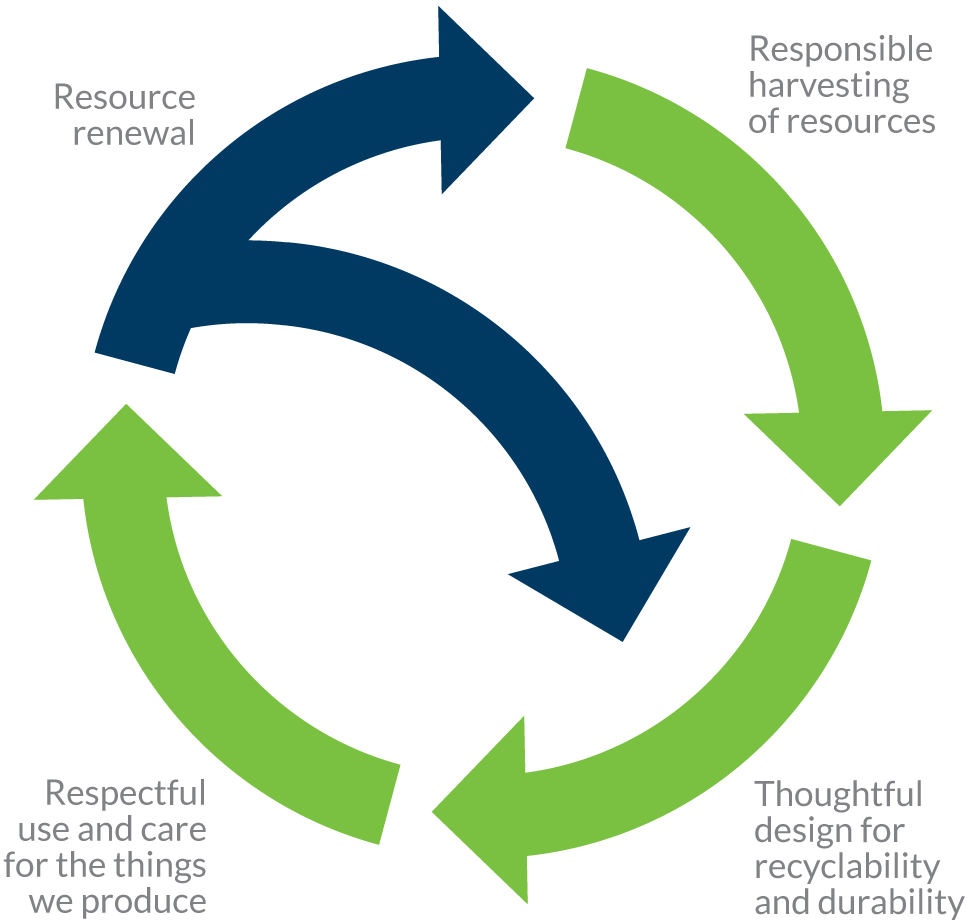 Resource
renewal
Responsible
harvesting
of resources
Respectful
use and care
for the things
we produce
Thoughtful
design for
recyclability
and durability